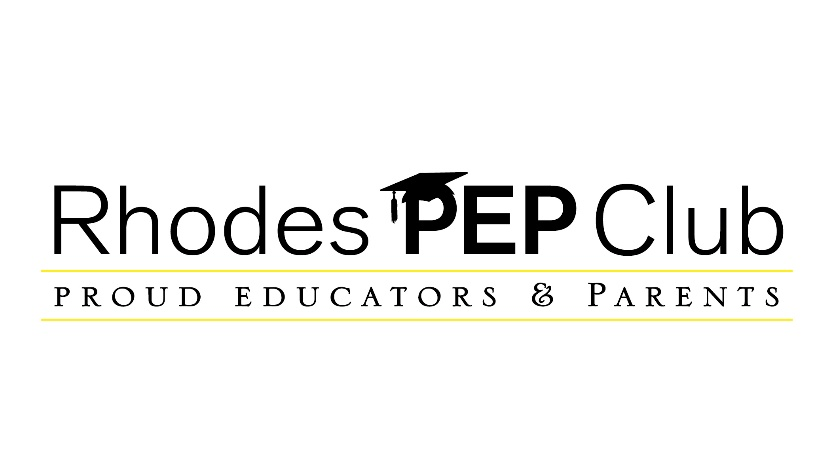 Rhodes PEP Club
PROUD EDUCATORS & PARENTS